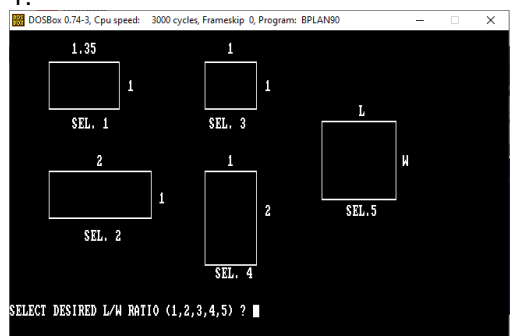 DOSBox 0.74-3, Cpu speed: 3000 cycles, Frameskip 0, Program: BPLAN90
1.35
1
SEL. 1
1
1
SEL. 3
2
1
SEL. 2
1
2
SEL. 4
L
W
SEL.5
SELECT DESIRED L/W RATIO (1,2,3,4,5) ?